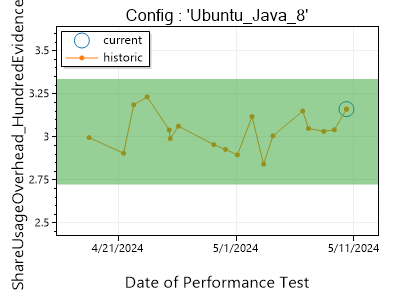 Config : 'Ubuntu_Java_8'
current
historic
ShareUsageOverhead_HundredEvidence
3.5
3.25
3
2.75
2.5
4/21/2024
5/1/2024
5/11/2024
Date of Performance Test